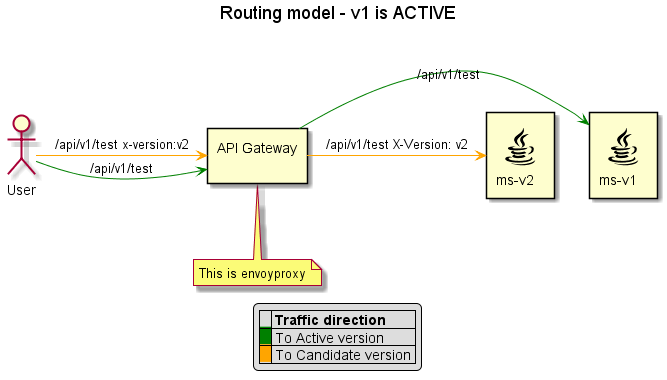 Routing model - v1 is ACTIVE
/api/v1/test
/api/v1/test x-version:v2
API Gateway
/api/v1/test X-Version: v2
/api/v1/test
User
ms-v2
ms-v1
This is envoyproxy
Traffic direction
To Active version
To Candidate version